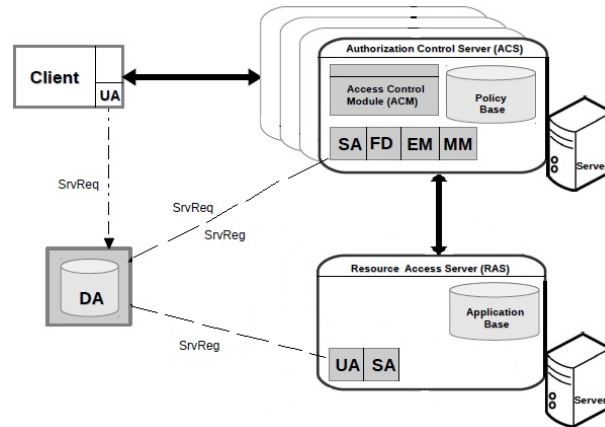 Authorization Control Server (ACS)
Client
UA
Access Control
Module (ACM)
Policy
Base
SA FD EM MM
Server
SrvReq
SrvReq
SrvReg
DA
SrvReg
Resource Access Server (RAS)
Application
Base
UA SA
Server